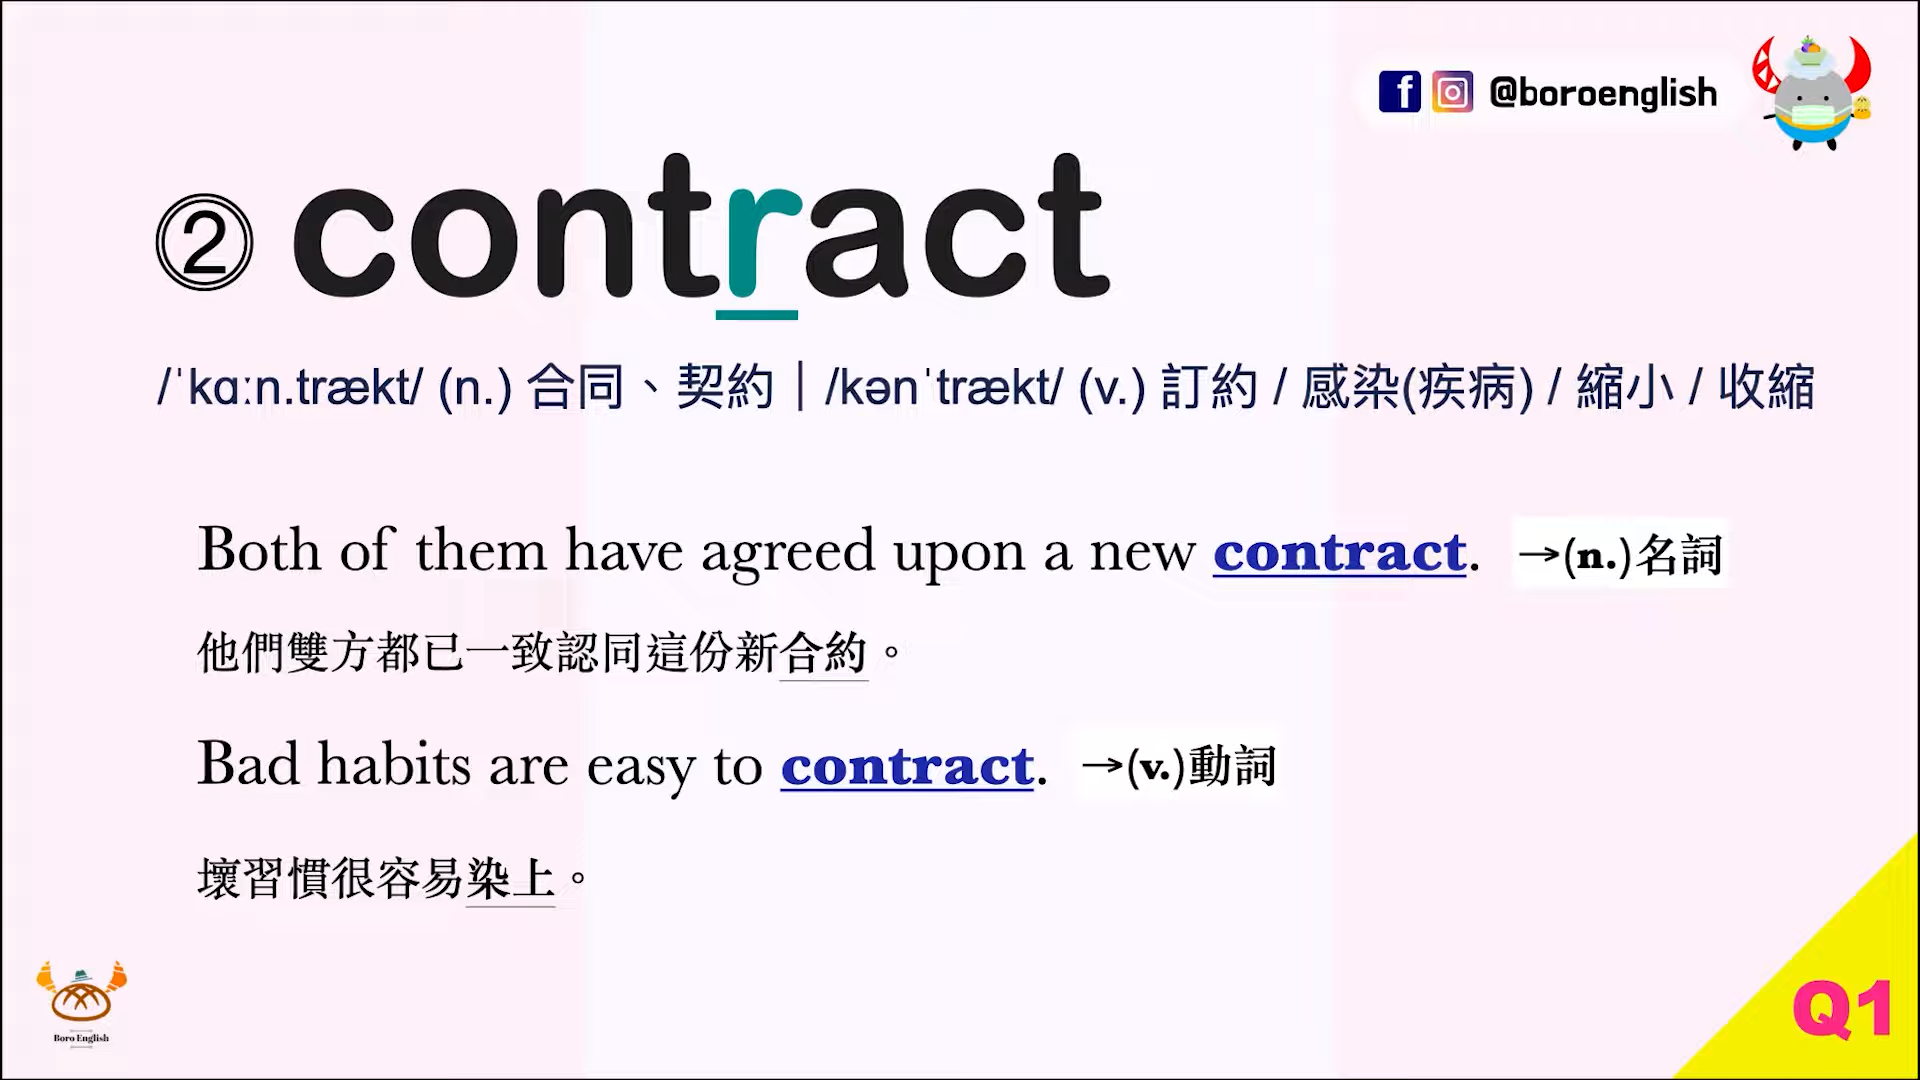 @boroenglish
② contract
/ˈkɑːn.trækt/ (n.) 合同、契約｜/kənˈtrækt/ (v.) 訂約 / 感染(疾病) / 縮小 / 收縮
Both of them have agreed upon a new contract. →(n.)名詞
他們雙方都已一致認同這份新合約。
Bad habits are easy to contract. →(v.)動詞
壞習慣很容易染上。
Boro English
Q1